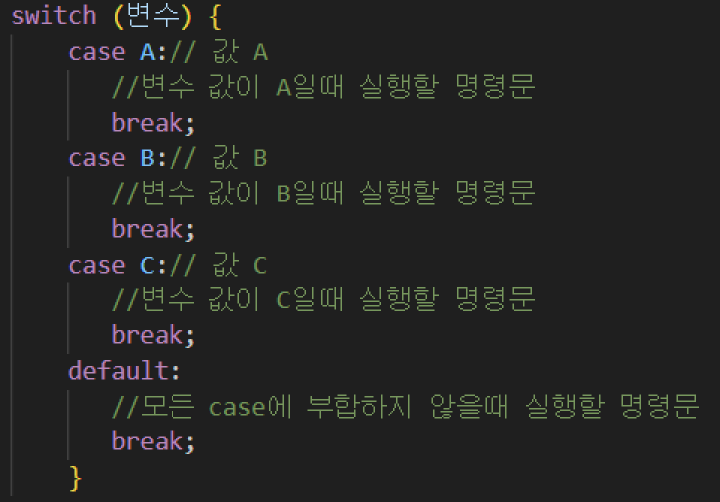 switch (변수) {
case A:// 값 A
//변수 값이 A일때 실행할 명령문
break;
case B:// 값 B
//변수 값이 B일때 실행할 명령문
break;
case C:// 값 C
//변수 값이 C일때 실행할 명령문
break;
default:
//모든 case에 부합하지 않을때 실행할 명령문
break;
}